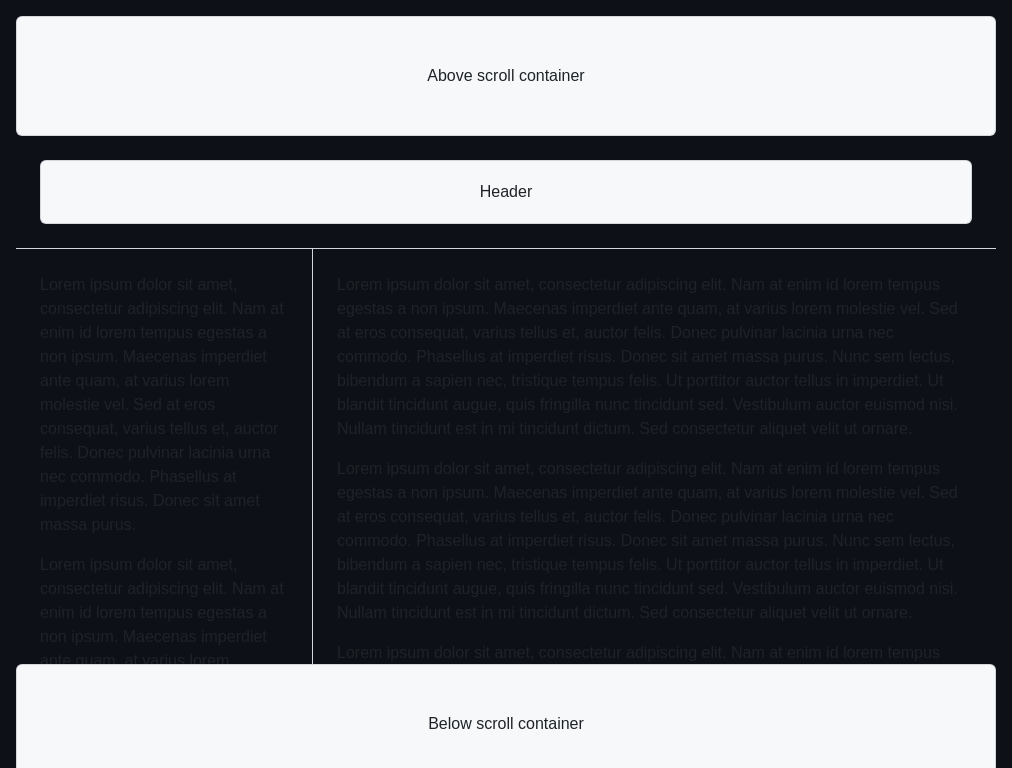 Above scroll container
Header
Lorem ipsum dolor sit amet,
consectetur adipiscing elit. Nam at
enim id lorem tempus egestas a
non ipsum. Maecenas imperdiet
ante quam, at varius lorem
molestie vel. Sed at eros
consequat, varius tellus et, auctor
felis. Donec pulvinar lacinia urna
nec commodo. Phasellus at
imperdiet risus. Donec sit amet
massa purus.
Lorem ipsum dolor sit amet,
consectetur adipiscing elit. Nam at
enim id lorem tempus egestas a
non ipsum. Maecenas imperdiet
ante quam, at varius lorem
Lorem ipsum dolor sit amet, consectetur adipiscing elit. Nam at enim id lorem tempus
egestas a non ipsum. Maecenas imperdiet ante quam, at varius lorem molestie vel. Sed
at eros consequat, varius tellus et, auctor felis. Donec pulvinar lacinia urna nec
commodo. Phasellus at imperdiet risus. Donec sit amet massa purus. Nunc sem lectus,
bibendum a sapien nec, tristique tempus felis. Ut porttitor auctor tellus in imperdiet. Ut
blandit tincidunt augue, quis fringilla nunc tincidunt sed. Vestibulum auctor euismod nisi.
Nullam tincidunt est in mi tincidunt dictum. Sed consectetur aliquet velit ut ornare.
Lorem ipsum dolor sit amet, consectetur adipiscing elit. Nam at enim id lorem tempus
egestas a non ipsum. Maecenas imperdiet ante quam, at varius lorem molestie vel. Sed
at eros consequat, varius tellus et, auctor felis. Donec pulvinar lacinia urna nec
commodo. Phasellus at imperdiet risus. Donec sit amet massa purus. Nunc sem lectus,
bibendum a sapien nec, tristique tempus felis. Ut porttitor auctor tellus in imperdiet. Ut
blandit tincidunt augue, quis fringilla nunc tincidunt sed. Vestibulum auctor euismod nisi.
Nullam tincidunt est in mi tincidunt dictum. Sed consectetur aliquet velit ut ornare.
Lorem ipsum dolor sit amet, consectetur adipiscing elit. Nam at enim id lorem tempus
Below scroll container